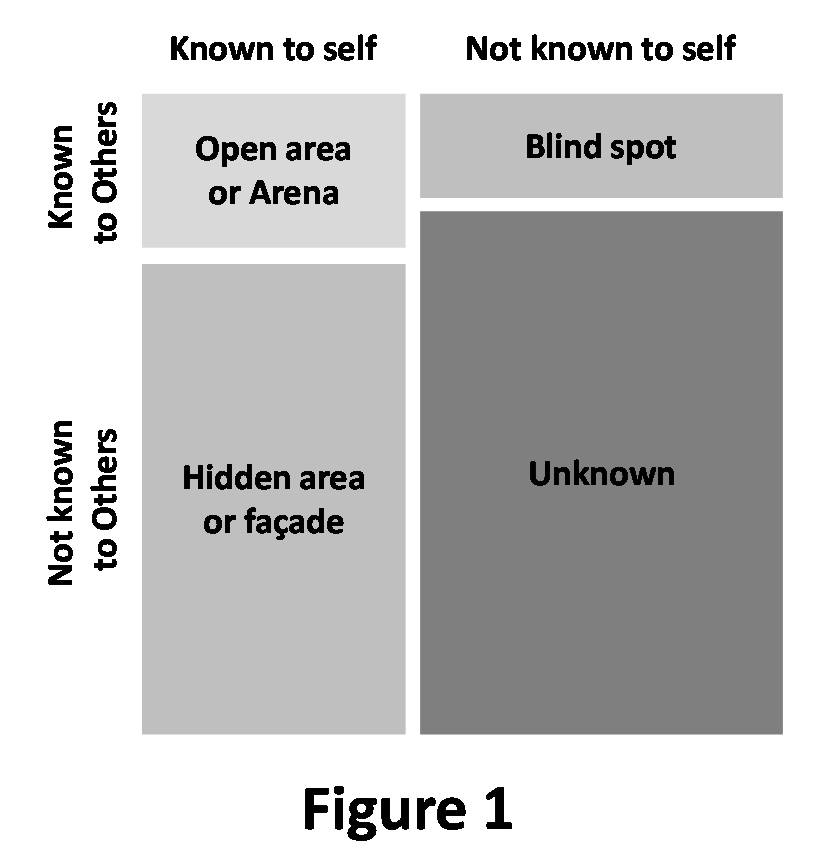 Known to self
Not known to self
Known
to Others
Open area
or Arena
Blind spot
Not known
to Others
Hidden area
or façade
Unknown
Figure 1